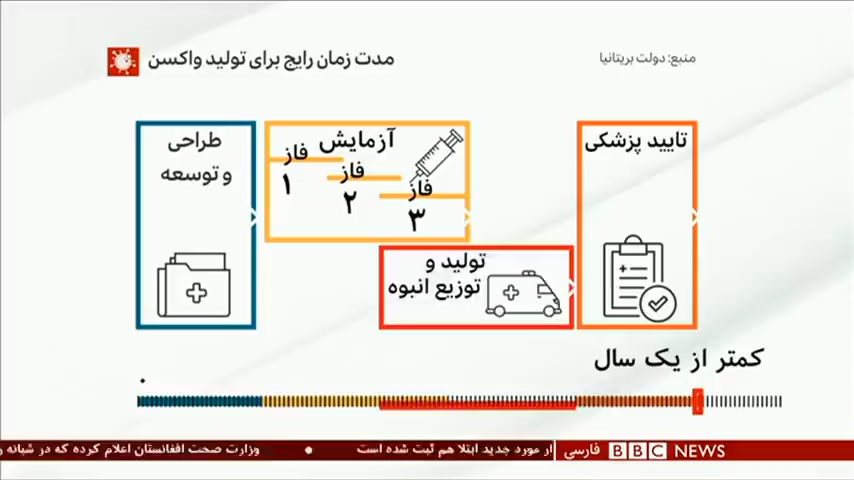 مدت زمان رایج برای تولید واکسن
منبع: دولت بریتانیا
طراحی
و توسعه
آزمایش
فاز
۱
فاز
۲
فاز
۳
تولید و
توزیع انبوه
تایید پزشکی
کمتر از یک سال
۰
BBC NEWS فارسی
ار مورد جدید ابتلا هم ثبت شده است • وزارت صحت افغانستان اعلام کرده که در شبانه و